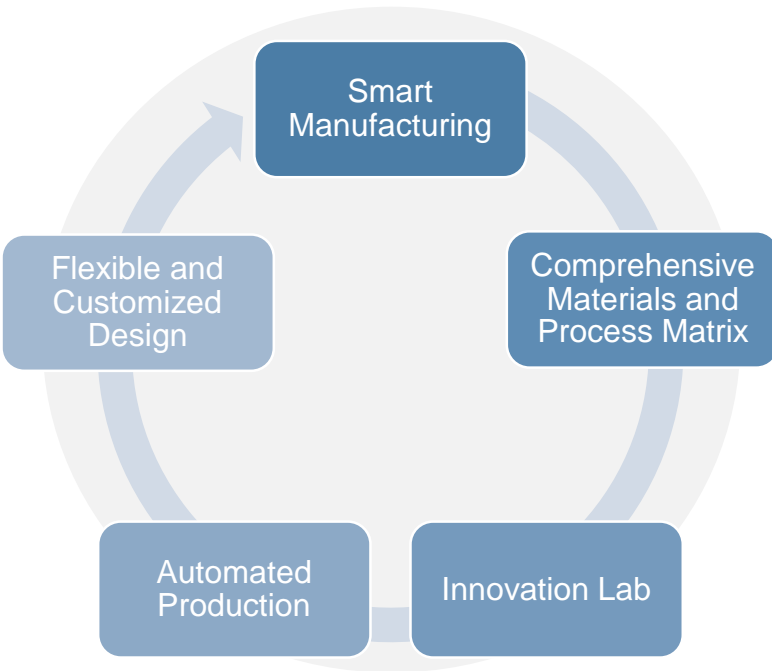 Smart
Manufacturing
Comprehensive
Materials and
Process Matrix
Innovation Lab
Automated
Production
Flexible and
Customized
Design